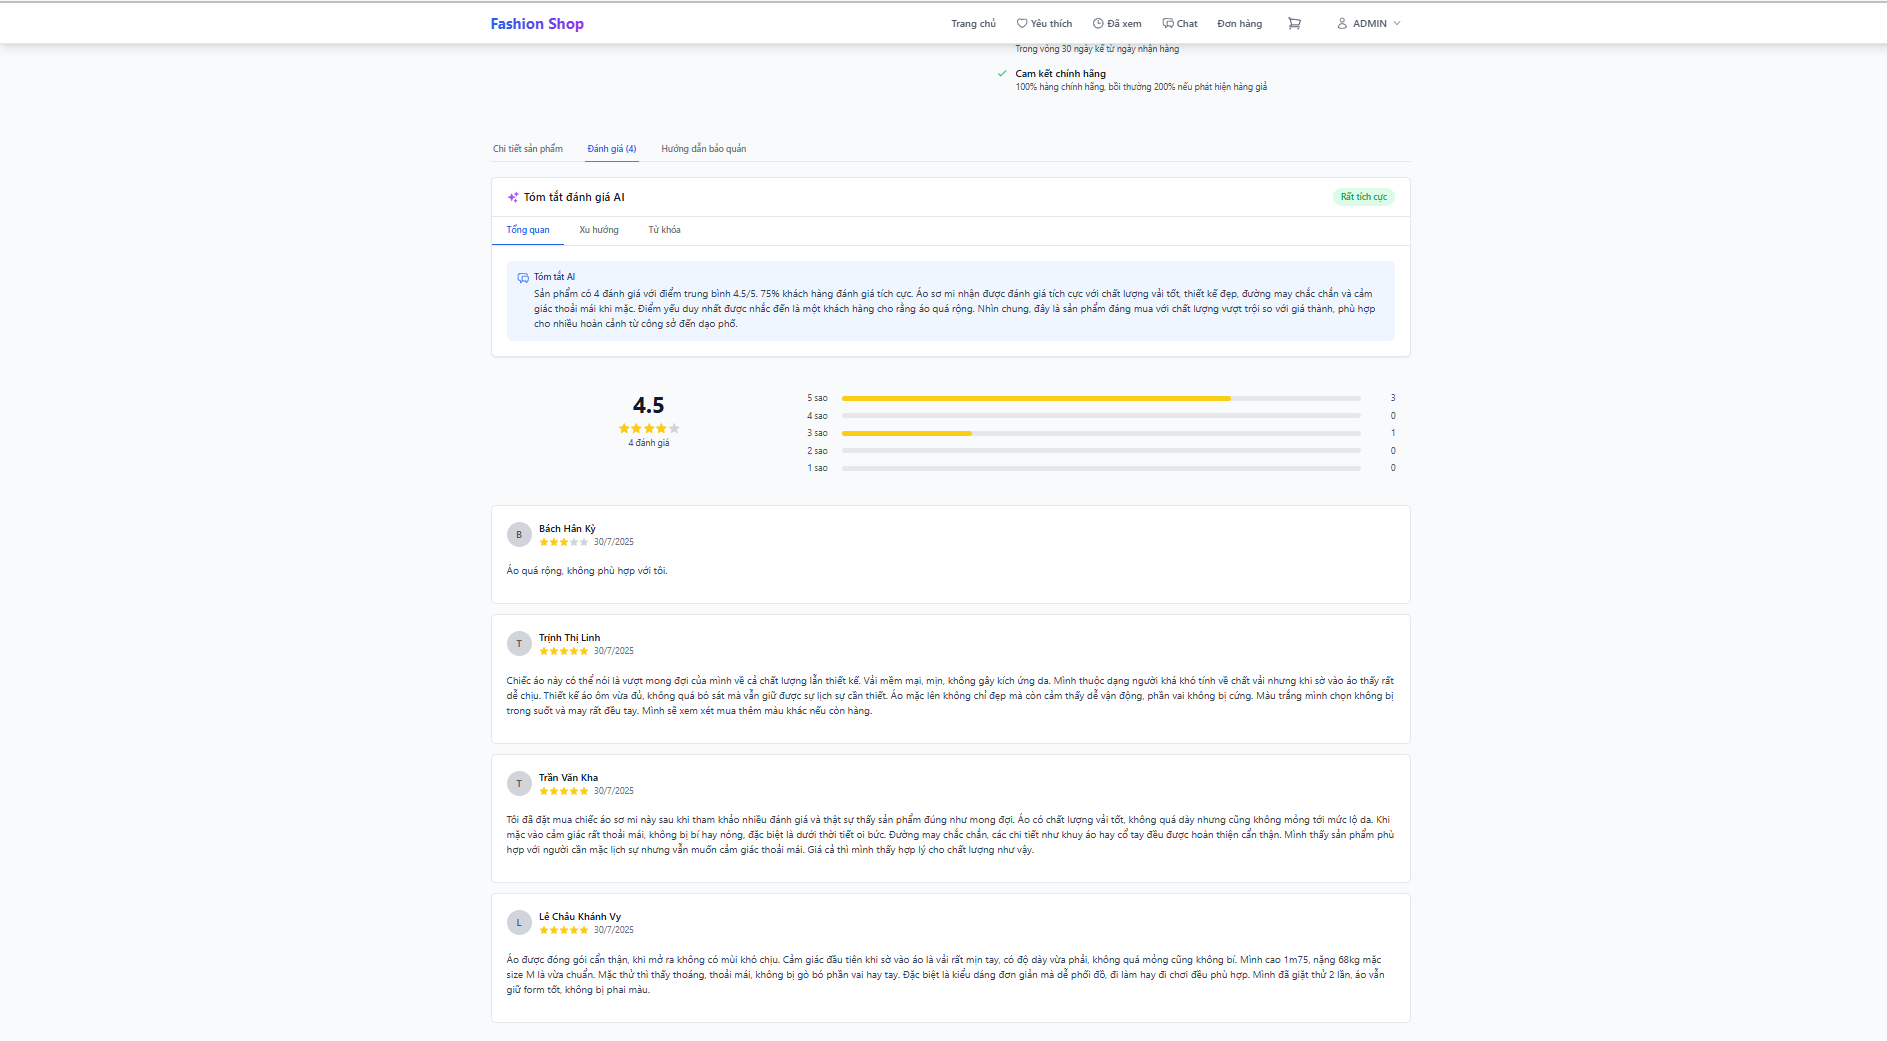 Fashion Shop
Trang chủ
Yêu thích
Đã xem
Chat
Đơn hàng
ADMIN
Trong vòng 30 ngày kể từ ngày nhận hàng
Cam kết chính hãng
100% hàng chính hãng, bồi thường 200% nếu phát hiện hàng giả
Chi tiết sản phẩm
Đánh giá (4)
Hướng dẫn bảo quản
Tóm tắt đánh giá AI
Rất tích cực
Tổng quan
Xu hướng
Từ khóa
Tóm tắt AI
Sản phẩm có 4 đánh giá với điểm trung bình 4.5/5. 75% khách hàng đánh giá tích cực. Áo sơ mi nhận được đánh giá tích cực với chất lượng vải tốt, thiết kế đẹp, đường may chắc chắn và cảm
giác thoải mái khi mặc. Điểm yếu duy nhất được nhắc đến là một khách hàng cho rằng áo quá rộng. Nhìn chung, đây là sản phẩm đáng mua với chất lượng vượt trội so với giá thành, phù hợp
cho nhiều hoàn cảnh từ công sở đến dạo phố.
4.5
4 đánh giá
5 sao 3
4 sao 0
3 sao 1
2 sao 0
1 sao 0
B
Bách Hân Kỳ
30/7/2025
Áo quá rộng, không phù hợp với tôi.
T
Trịnh Thị Linh
30/7/2025
Chiếc áo này có thể nói là vượt mong đợi của mình về cả chất lượng lẫn thiết kế. Vải mềm mại, mịn, không gây kích ứng da. Mình thuộc dạng người khá khó tính về chất vải nhưng khi sờ vào áo thấy rất
dễ chịu. Thiết kế áo ôm vừa đủ, không quá bó sát mà vẫn giữ được sự lịch sự cần thiết. Áo mặc lên không chỉ đẹp mà còn cảm thấy dễ vận động, phần vai không bị cứng. Màu trắng mình chọn không bị
trong suốt và may rất đều tay. Mình sẽ xem xét mua thêm màu khác nếu còn hàng.
T
Trần Văn Kha
30/7/2025
Tôi đã đặt mua chiếc áo sơ mi này sau khi tham khảo nhiều đánh giá và thật sự thấy sản phẩm đúng như mong đợi. Áo có chất lượng vải tốt, không quá dày nhưng cũng không mỏng tới mức lộ da. Khi
mặc vào cảm giác rất thoải mái, không bị bí hay nóng, đặc biệt là dưới thời tiết oi bức. Đường may chắc chắn, các chi tiết như khuy áo hay cổ tay đều được hoàn thiện cẩn thận. Mình thấy sản phẩm phù
hợp với người cần mặc lịch sự nhưng vẫn muốn cảm giác thoải mái. Giá cả thì mình thấy hợp lý cho chất lượng như vậy.
L
Lê Châu Khánh Vy
30/7/2025
Áo được đóng gói cẩn thận, khi mở ra không có mùi khó chịu. Cảm giác đầu tiên khi sờ vào áo là vải rất mịn tay, có độ dày vừa phải, không quá mỏng cũng không bí. Mình cao 1m75, nặng 68kg mặc
size M là vừa chuẩn. Mặc thử thì thấy thoáng, thoải mái, không bị gò bó phần vai hay tay. Đặc biệt là kiểu dáng đơn giản mà dễ phối đồ, đi làm hay đi chơi đều phù hợp. Mình đã giặt thử 2 lần, áo vẫn
giữ form tốt, không bị phai màu.